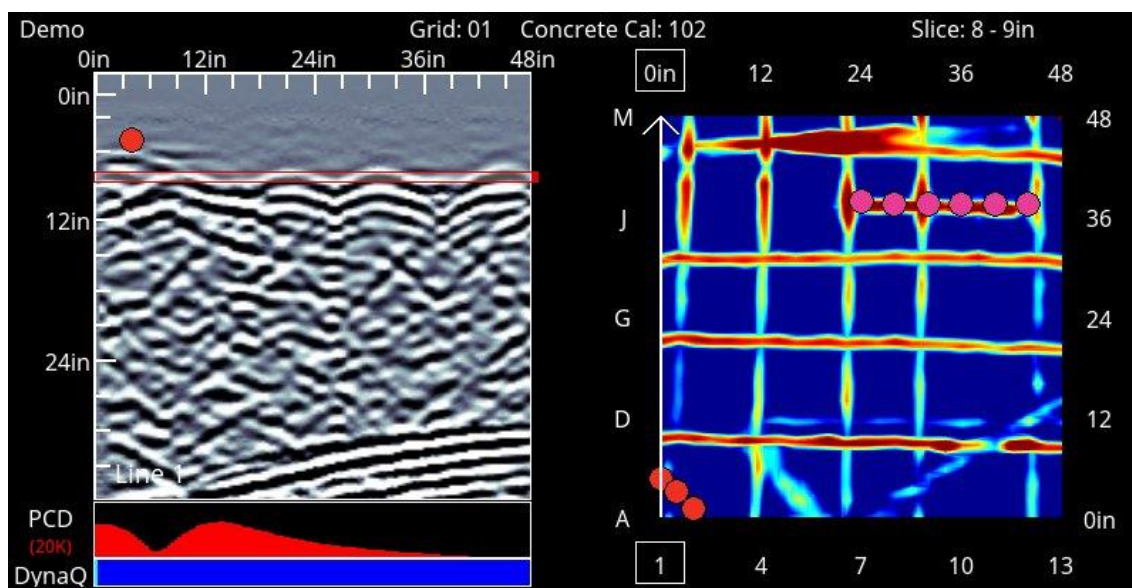 Demo Grid: 01 Concrete Cal: 102 Slice: 8 - 9in
0in 12in 24in 36in 48in
0in
12in
24in
Line 1
PCD
(20K)
DynaQ
0in 12 24 36 48
M 48
J 36
G 24
D 12
A 0in
1 4 7 10 13